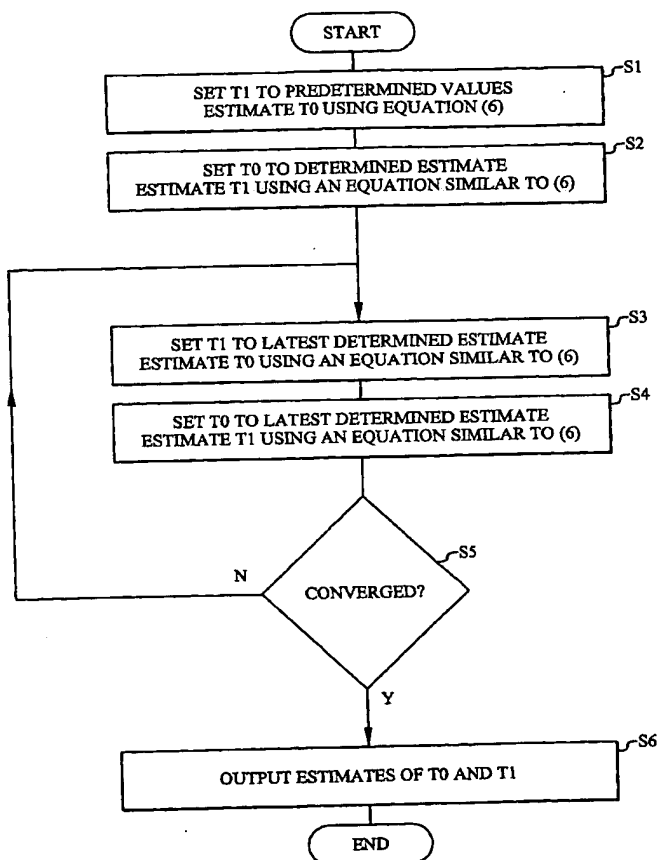 START
S1
SET T1 TO PREDETERMINED VALUES
ESTIMATE T0 USING EQUATION (6)
S2
SET T0 TO DETERMINED ESTIMATE
ESTIMATE T1 USING AN EQUATION SIMILAR TO (6)
S3
SET T1 TO LATEST DETERMINED ESTIMATE
ESTIMATE T0 USING AN EQUATION SIMILAR TO (6)
S4
SET T0 TO LATEST DETERMINED ESTIMATE
ESTIMATE T1 USING AN EQUATION SIMILAR TO (6)
S5
N
CONVERGED?
Y
S6
OUTPUT ESTIMATES OF T0 AND T1
END